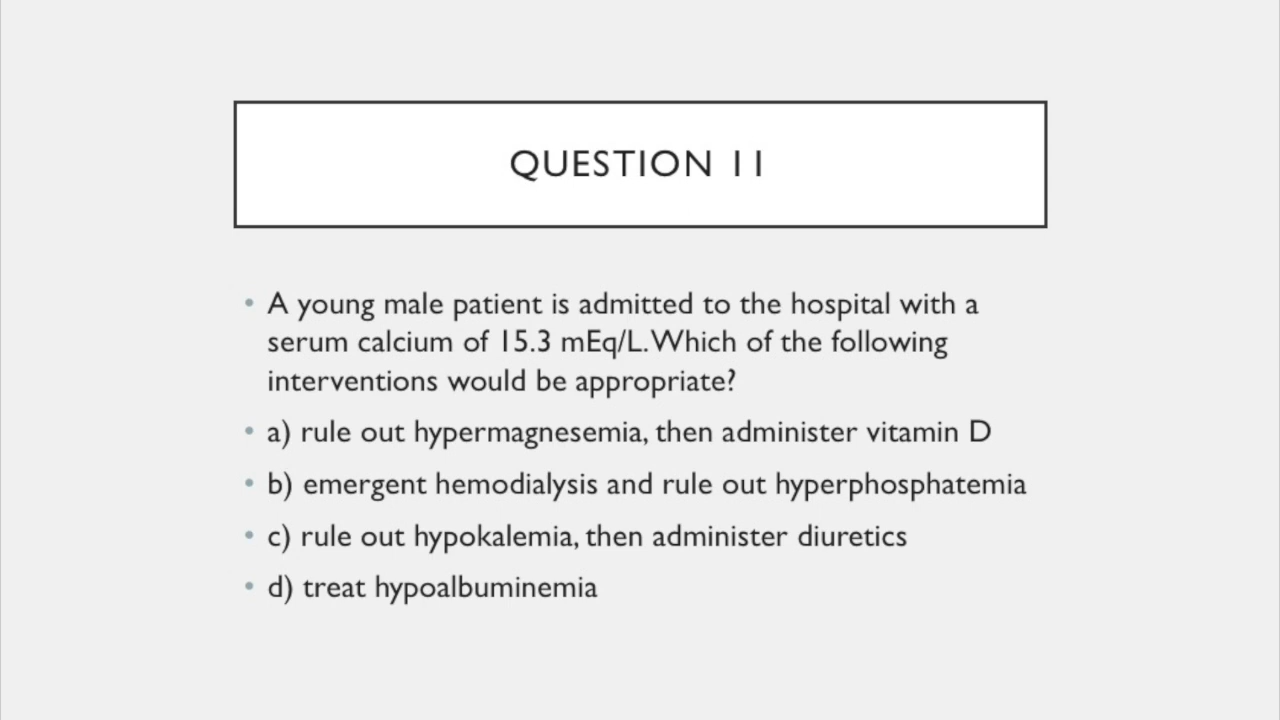 QUESTION 11
• A young male patient is admitted to the hospital with a
serum calcium of 15.3 mEq/L. Which of the following
interventions would be appropriate?
• a) rule out hypermagnesemia, then administer vitamin D
• b) emergent hemodialysis and rule out hyperphosphatemia
• c) rule out hypokalemia, then administer diuretics
• d) treat hypoalbuminemia